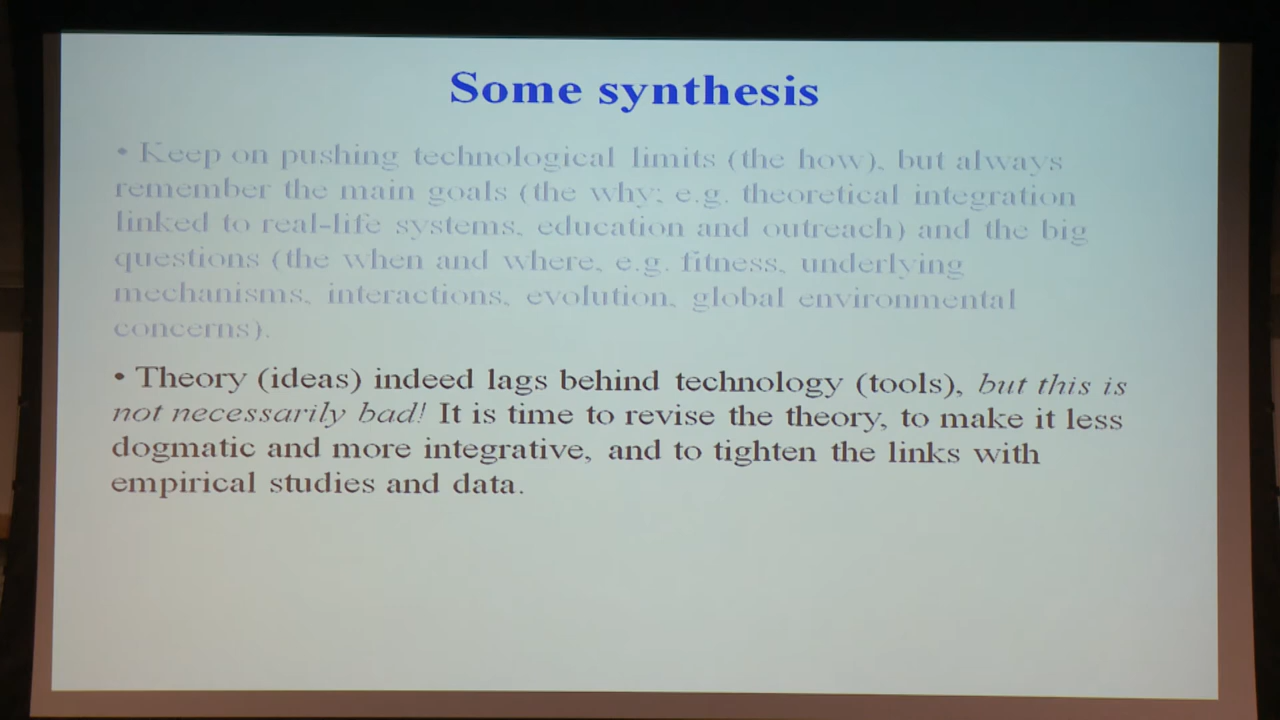 Some synthesis
• Keep on pushing technological limits (the how), but always
remember the main goals (the why; e.g. theoretical integration
linked to real-life systems, education and outreach) and the big
questions (the when and where, e.g. fitness, underlying
mechanisms, interactions, evolution, global environmental
concerns).
• Theory (ideas) indeed lags behind technology (tools), but this is
not necessarily bad! It is time to revise the theory, to make it less
dogmatic and more integrative, and to tighten the links with
empirical studies and data.